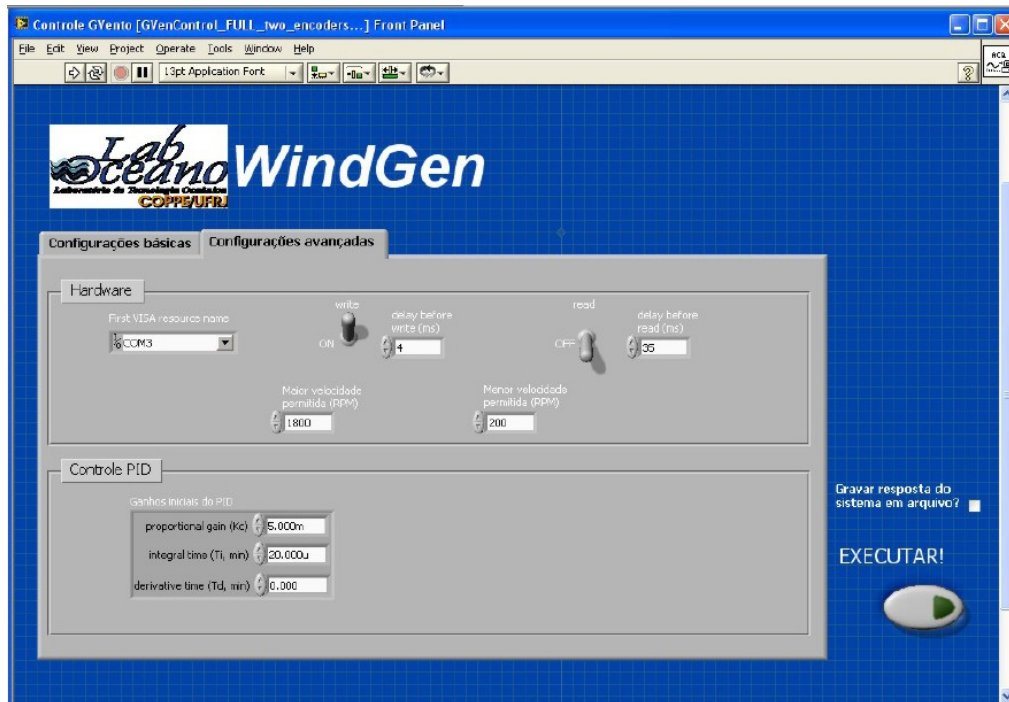 Controle GVento [GVenControl_FULL_two_encoders...] Front Panel
File Edit View Project Operate Tools Window Help
13pt Application Font
?
Lab
Oceano
Laboratório de Tecnologia Oceânica
COPPE/UFRJ
WindGen
Configurações básicas
Configurações avançadas
Hardware
First VISA resource name
COM3
write
ON
delay before
write (ms)
4
read
OFF
delay before
read (ms)
35
Maior velocidade
permitida (RPM)
1800
Menor velocidade
permitida (RPM)
200
Controle PID
Ganhos iniciais do PID
proportional gain (Kc) 5.000m
integral time (Ti, min) 20.000u
derivative time (Td, min) 0.000
Gravar resposta do
sistema em arquivo?
EXECUTAR!